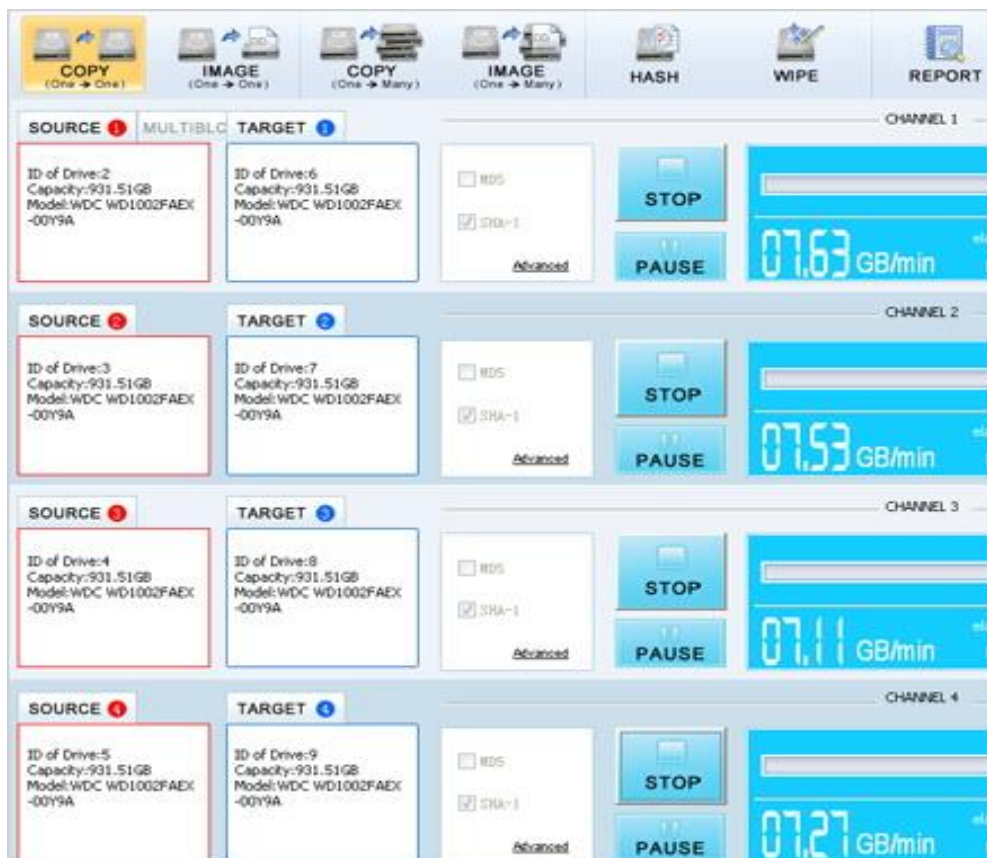 COPY
(One → One)
IMAGE
(One → One)
COPY
(One → Many)
IMAGE
(One → Many)
HASH
WIPE
REPORT
SOURCE 1 MULTIBLC TARGET 1
CHANNEL 1
ID of Drive:2
Capacity:931.51GB
Model:WDC WD1002FAEX
-00Y9A
ID of Drive:6
Capacity:931.51GB
Model:WDC WD1002FAEX
-00Y9A
MD5
SHA-1
Advanced
STOP
PAUSE
07.63 GB/min
SOURCE 2
TARGET 2
CHANNEL 2
ID of Drive:3
Capacity:931.51GB
Model:WDC WD1002FAEX
-00Y9A
ID of Drive:7
Capacity:931.51GB
Model:WDC WD1002FAEX
-00Y9A
MD5
SHA-1
Advanced
STOP
PAUSE
07.53 GB/min
SOURCE 3
TARGET 3
CHANNEL 3
ID of Drive:4
Capacity:931.51GB
Model:WDC WD1002FAEX
-00Y9A
ID of Drive:8
Capacity:931.51GB
Model:WDC WD1002FAEX
-00Y9A
MD5
SHA-1
Advanced
STOP
PAUSE
07.11 GB/min
SOURCE 4
TARGET 4
CHANNEL 4
ID of Drive:5
Capacity:931.51GB
Model:WDC WD1002FAEX
-00Y9A
ID of Drive:9
Capacity:931.51GB
Model:WDC WD1002FAEX
-00Y9A
MD5
SHA-1
Advanced
STOP
PAUSE
07.27 GB/min